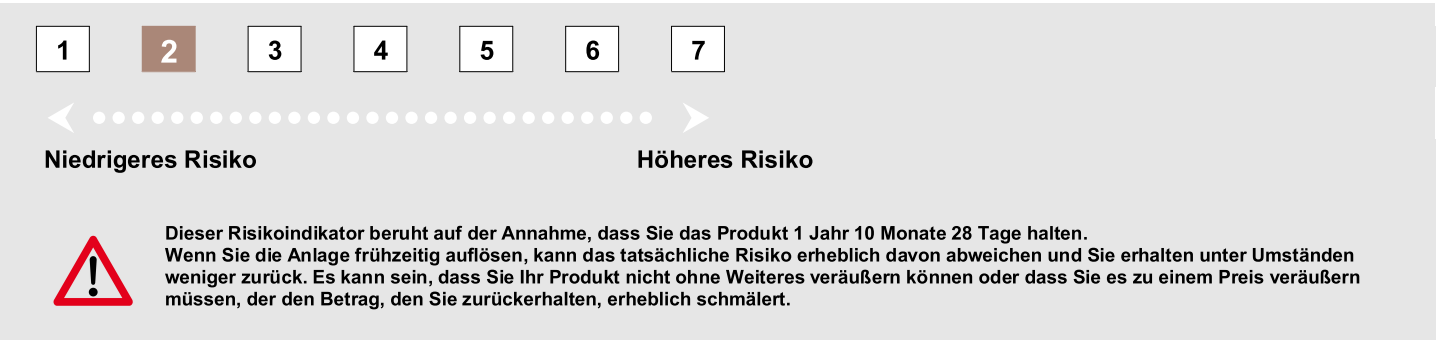 1 2 3 4 5 6 7
Niedrigeres Risiko Höheres Risiko
Dieser Risikoindikator beruht auf der Annahme, dass Sie das Produkt 1 Jahr 10 Monate 28 Tage halten.
Wenn Sie die Anlage frühzeitig auflösen, kann das tatsächliche Risiko erheblich davon abweichen und Sie erhalten unter Umständen
weniger zurück. Es kann sein, dass Sie Ihr Produkt nicht ohne Weiteres veräußern können oder dass Sie es zu einem Preis veräußern
müssen, der den Betrag, den Sie zurückerhalten, erheblich schmälert.